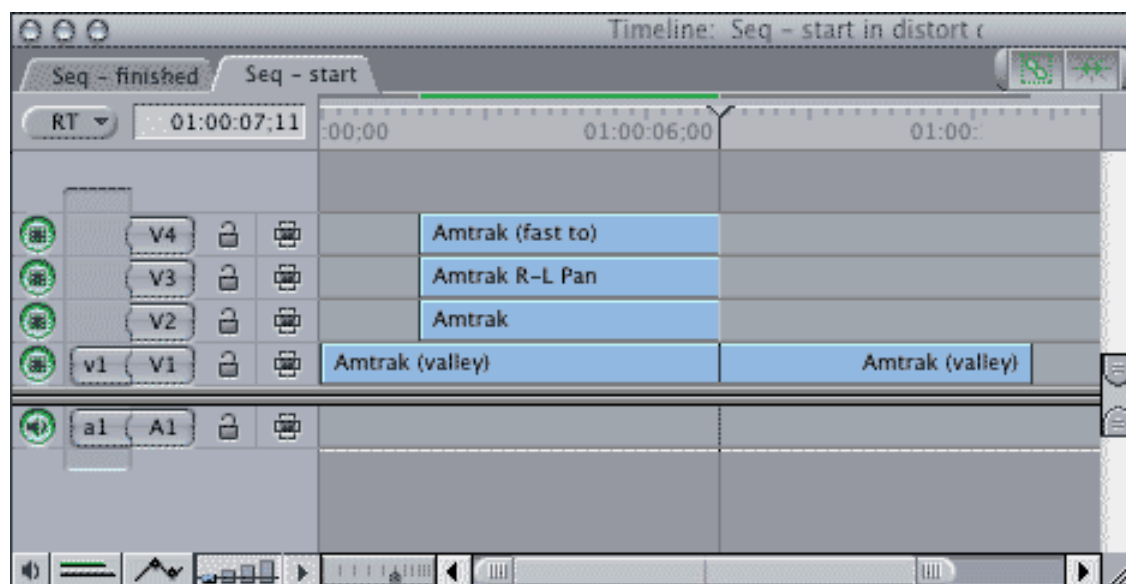 Timeline: Seq – start in distort
Seq – finished
Seq – start
RT
01:00:07;11
:00;00
01:00:06;00
01:00:
V4
Amtrak (fast to)
V3
Amtrak R–L Pan
V2
Amtrak
v1
V1
Amtrak (valley)
Amtrak (valley)
a1
A1